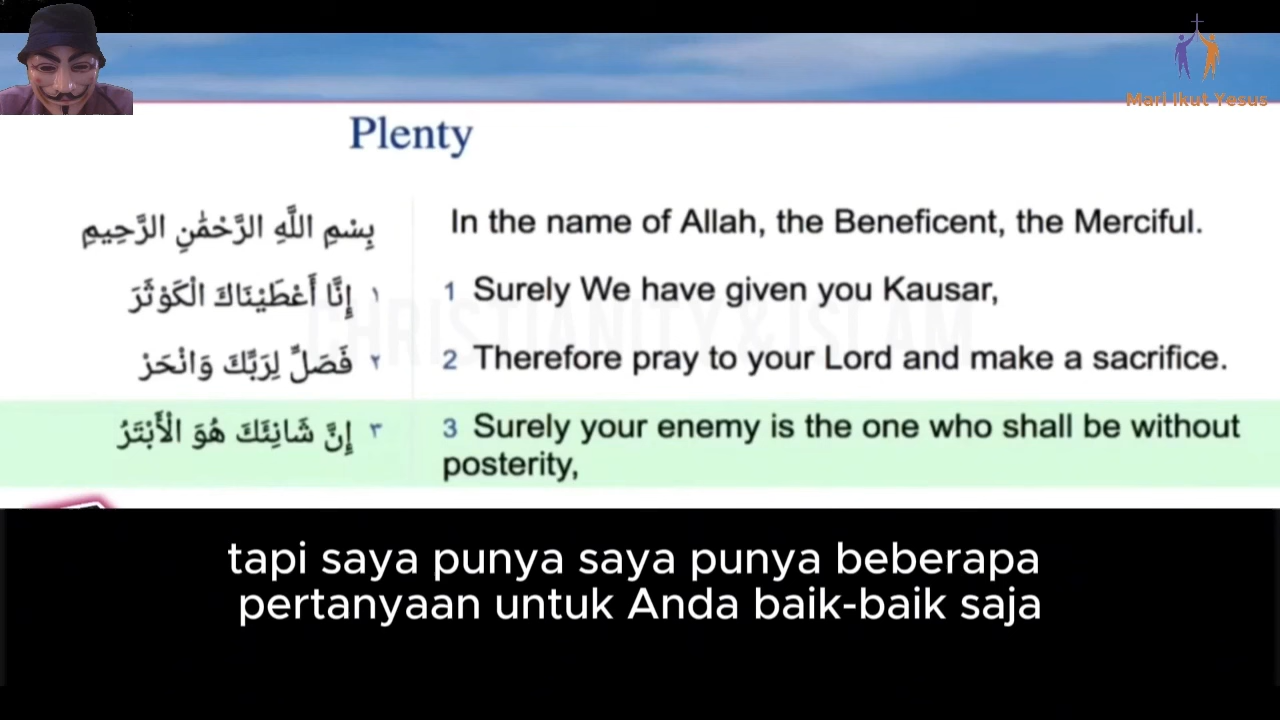 Mari Ikut Yesus
Plenty
بِسْمِ اللَّهِ الرَّحْمَٰنِ الرَّحِيمِ
In the name of Allah, the Beneficent, the Merciful.
١ إِنَّا أَعْطَيْنَاكَ الْكَوْثَرَ
1 Surely We have given you Kausar,
٢ فَصَلِّ لِرَبِّكَ وَانْحَرْ
2 Therefore pray to your Lord and make a sacrifice.
٣ إِنَّ شَانِئَكَ هُوَ الْأَبْتَرُ
3 Surely your enemy is the one who shall be without
posterity,
CHRISTIANITY & ISLAM
tapi saya punya saya punya beberapa
pertanyaan untuk Anda baik-baik saja